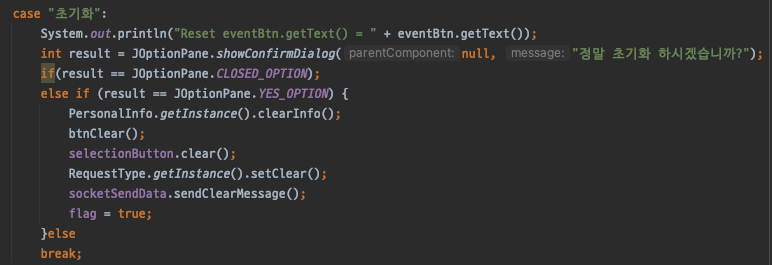 case "초기화":
System.out.println("Reset eventBtn.getText() = " + eventBtn.getText());
int result = JOptionPane.showConfirmDialog( parentComponent: null, message: "정말 초기화 하시겠습니까?");
if(result == JOptionPane.CLOSED_OPTION);
else if (result == JOptionPane.YES_OPTION) {
PersonalInfo.getInstance().clearInfo();
btnClear();
selectionButton.clear();
RequestType.getInstance().setClear();
socketSendData.sendClearMessage();
flag = true;
}else
break;